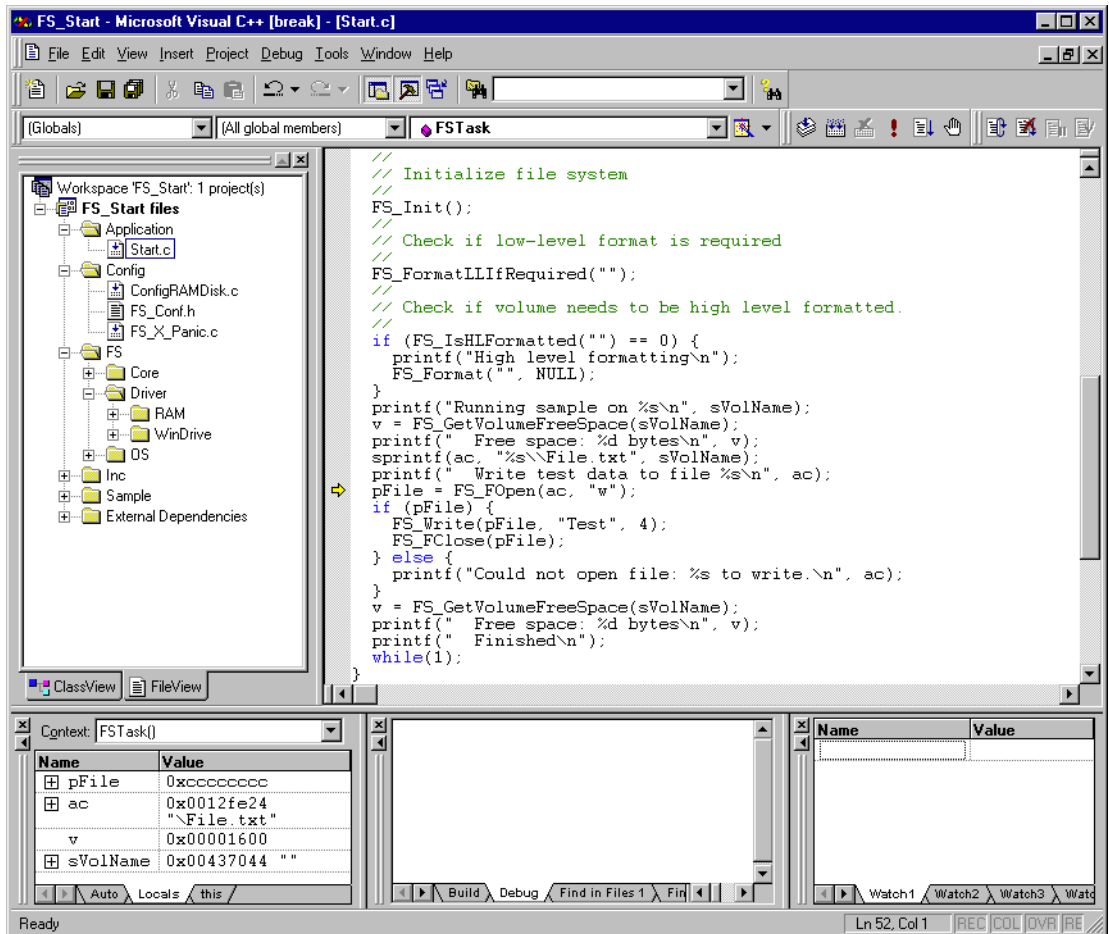 FS_Start - Microsoft Visual C++ [break] - [Start.c]
File Edit View Insert Project Debug Tools Window Help
(Globals) (All global members) FSTask
Workspace 'FS_Start': 1 project(s)
FS_Start files
Application
Start.c
Config
ConfigRAMDisk.c
FS_Conf.h
FS_X_Panic.c
FS
Core
Driver
RAM
WinDrive
OS
Inc
Sample
External Dependencies
ClassView FileView
//
// Initialize file system
//
FS_Init();
//
// Check if low-level format is required
//
FS_FormatLLIfRequired("");
//
// Check if volume needs to be high level formatted.
//
if (FS_IsHLFormatted("") == 0) {
printf("High level formatting\n");
FS_Format("", NULL);
}
printf("Running sample on %s\n", sVolName);
v = FS_GetVolumeFreeSpace(sVolName);
printf("  Free space: %d bytes\n", v);
sprintf(ac, "%s\\File.txt", sVolName);
printf("  Write test data to file %s\n", ac);
pFile = FS_FOpen(ac, "w");
if (pFile) {
FS_Write(pFile, "Test", 4);
FS_FClose(pFile);
} else {
printf("Could not open file: %s to write.\n", ac);
}
v = FS_GetVolumeFreeSpace(sVolName);
printf("  Free space: %d bytes\n", v);
printf("  Finished\n");
while(1);
}
Context: FSTask()
Name Value
pFile 0xcccccccc
ac 0x0012fe24
"\File.txt"
v 0x00001600
sVolName 0x00437044 ""
Auto Locals this
Build Debug Find in Files 1 Fin
Name Value
Watch1 Watch2 Watch3 Watc
Ready
Ln 52, Col 1 REC COL OVR RE